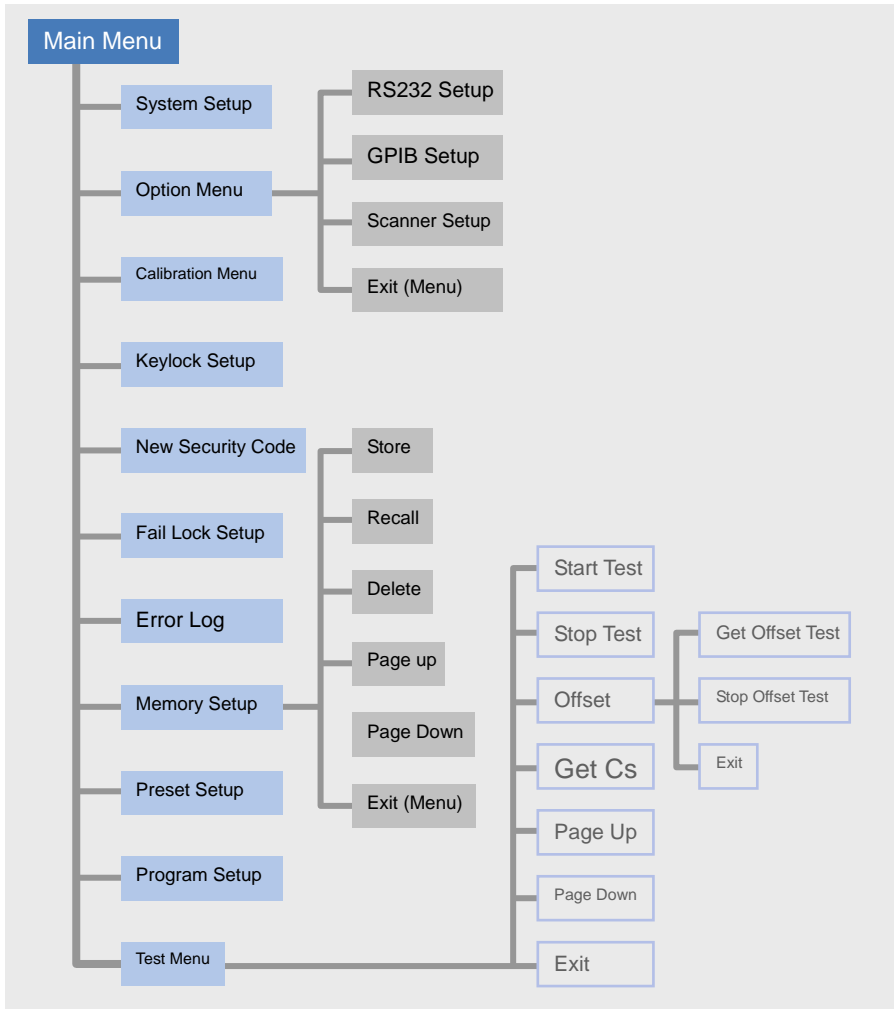 Main Menu
System Setup
Option Menu
RS232 Setup
GPIB Setup
Scanner Setup
Exit (Menu)
Calibration Menu
Keylock Setup
New Security Code
Fail Lock Setup
Error Log
Memory Setup
Store
Recall
Delete
Page up
Page Down
Exit (Menu)
Preset Setup
Program Setup
Test Menu
Start Test
Stop Test
Offset
Get Offset Test
Stop Offset Test
Exit
Get Cs
Page Up
Page Down
Exit